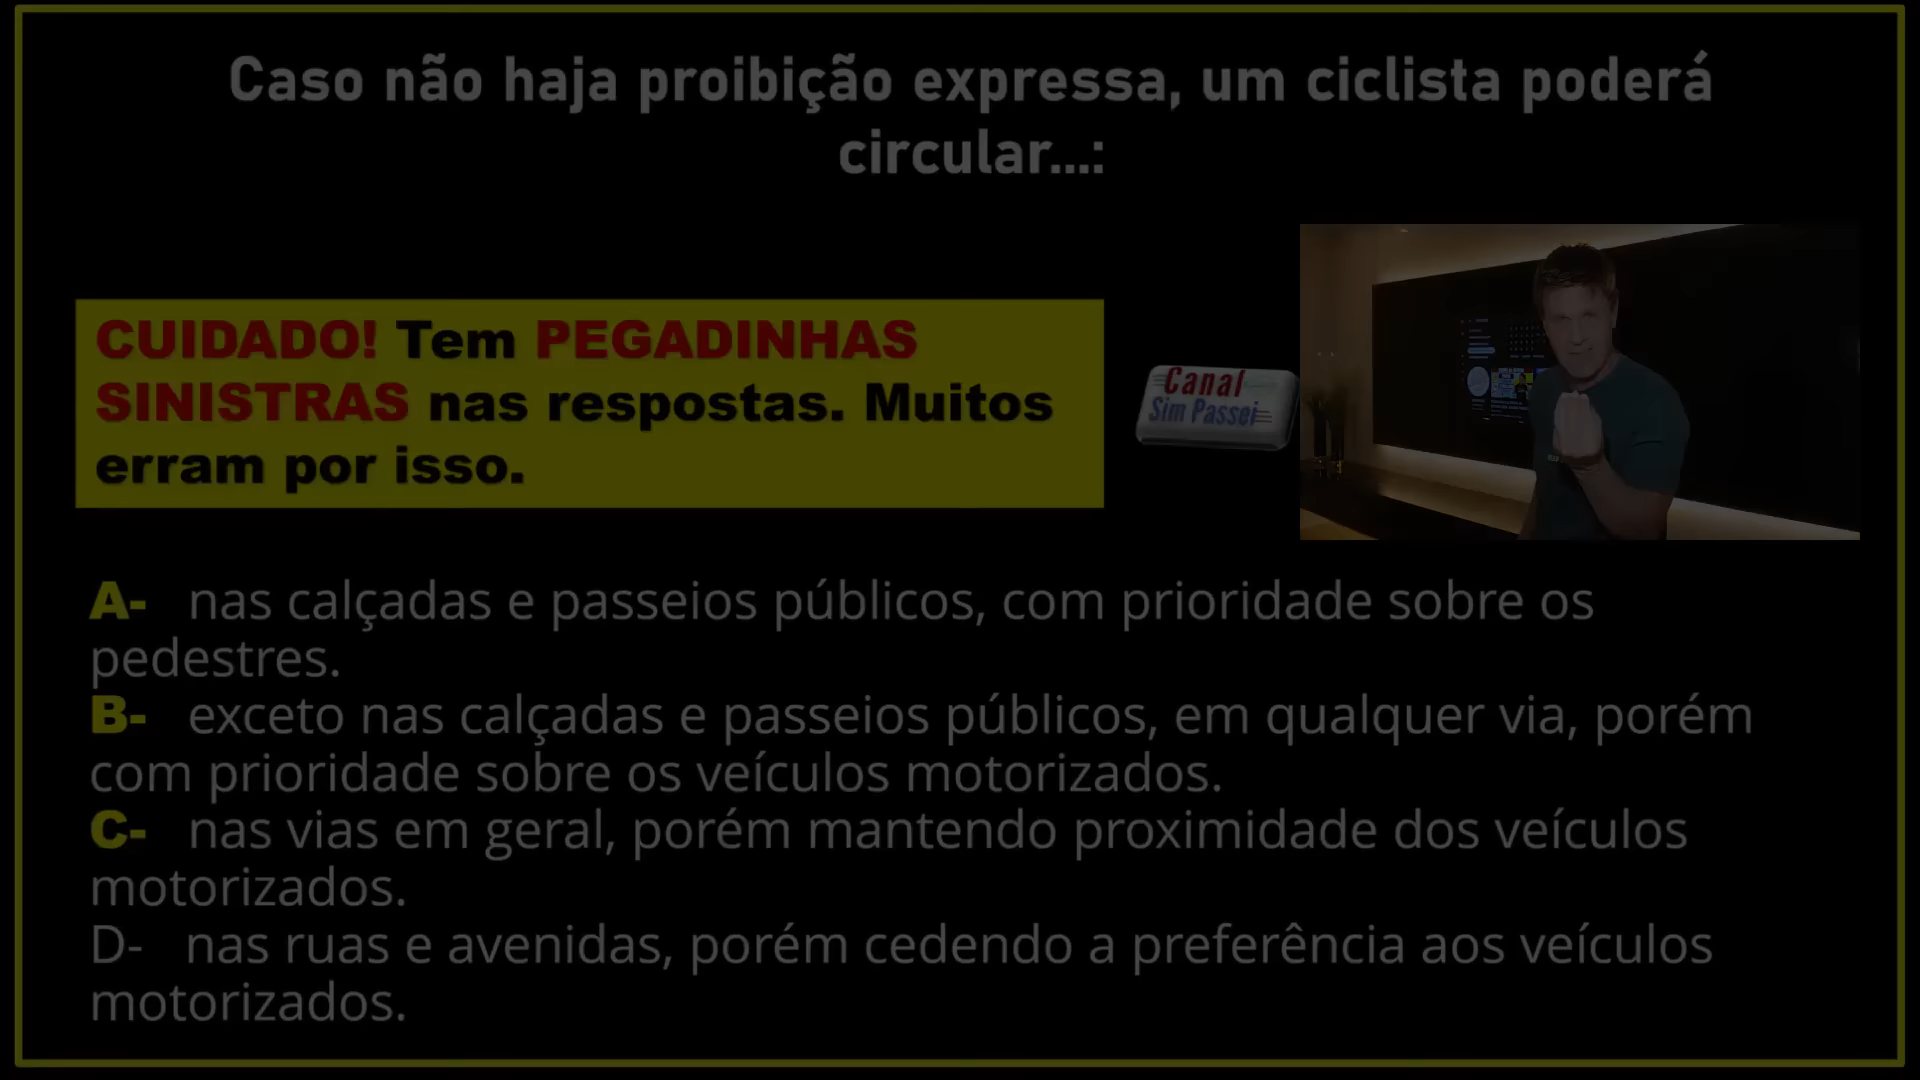 Caso não haja proibição expressa, um ciclista poderá
circular...:
CUIDADO! Tem PEGADINHAS
SINISTRAS nas respostas. Muitos
erram por isso.
Canal
Sim Passei
A- nas calçadas e passeios públicos, com prioridade sobre os
pedestres.
B- exceto nas calçadas e passeios públicos, em qualquer via, porém
com prioridade sobre os veículos motorizados.
C- nas vias em geral, porém mantendo proximidade dos veículos
motorizados.
D- nas ruas e avenidas, porém cedendo a preferência aos veículos
motorizados.